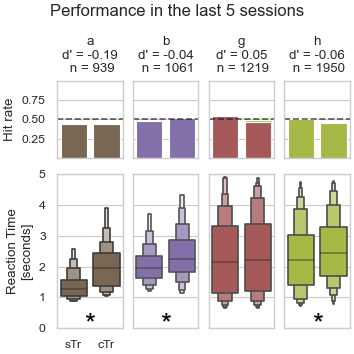 Performance in the last 5 sessions
a b g h
d' = -0.19 d' = -0.04 d' = 0.05 d' = -0.06
n = 939 n = 1061 n = 1219 n = 1950
Hit rate
0.75
0.50
0.25
Reaction Time
[seconds]
5
4
3
2
1
0
* * *
sTr cTr